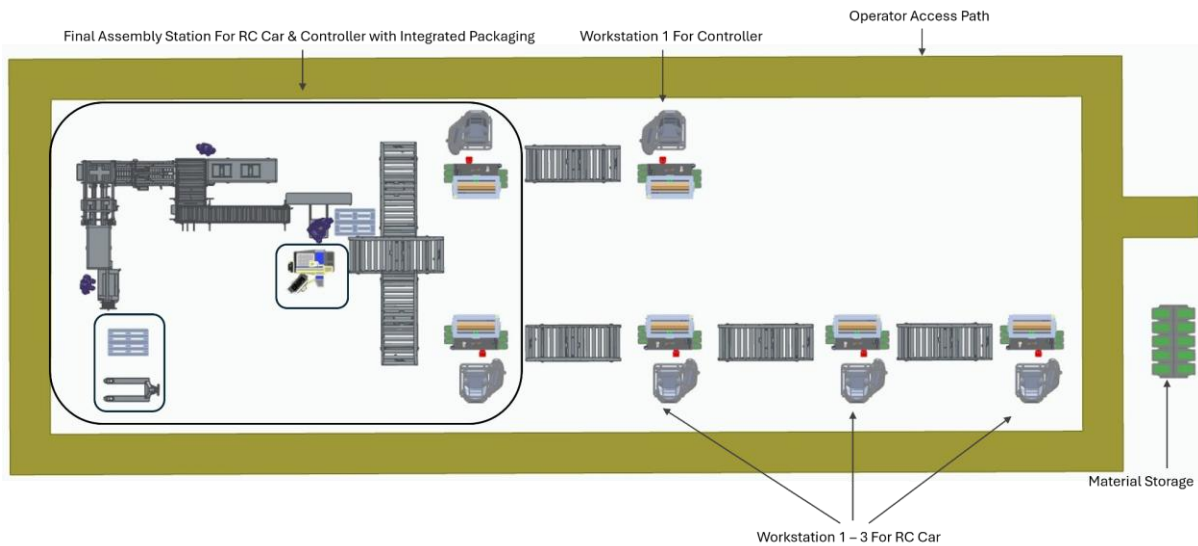 Operator Access Path
Final Assembly Station For RC Car & Controller with Integrated Packaging
Workstation 1 For Controller
Material Storage
Workstation 1 – 3 For RC Car